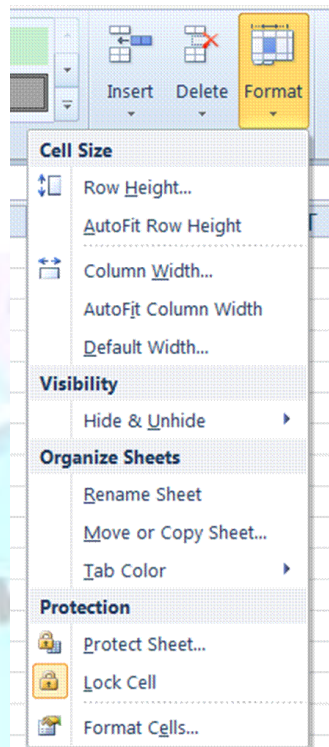 Insert Delete Format
Cell Size
Row Height...
AutoFit Row Height
T
Column Width...
AutoFit Column Width
Default Width...
Visibility
Hide & Unhide
Organize Sheets
Rename Sheet
Move or Copy Sheet...
Tab Color
Protection
Protect Sheet...
Lock Cell
Format Cells...